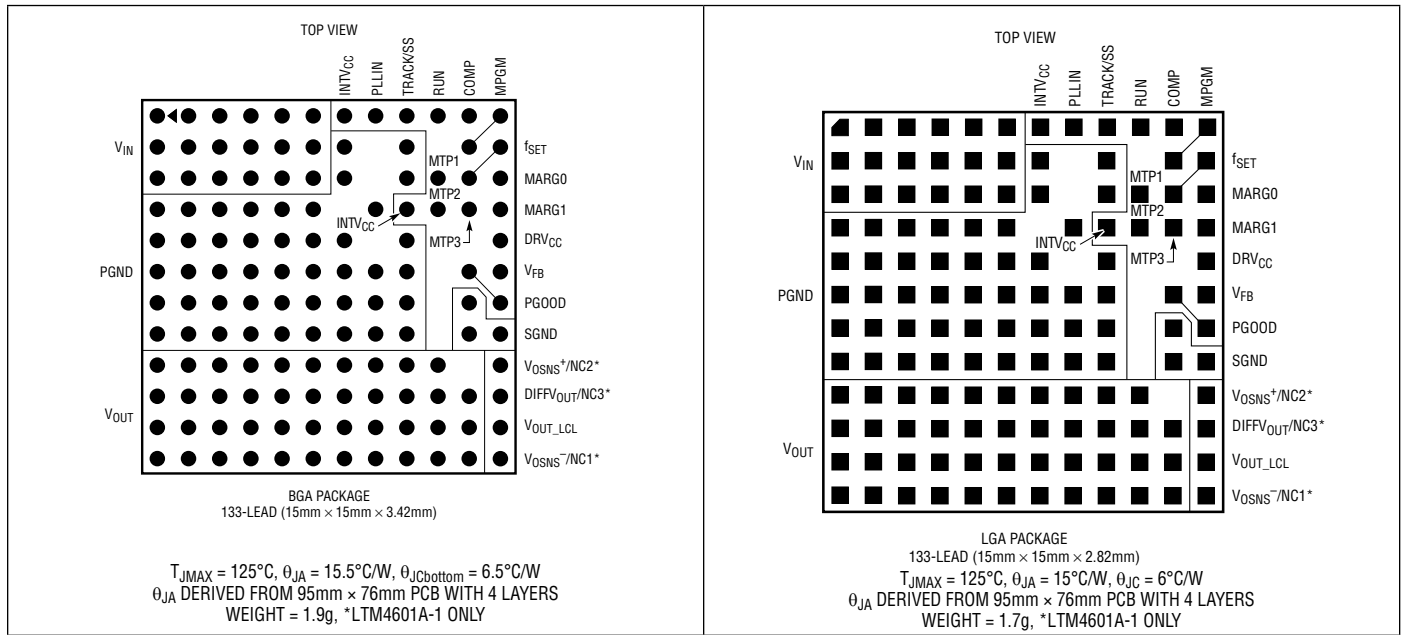 TOP VIEW
INTVCC
PLLIN
TRACK/SS
RUN
COMP
MPGM
VIN
PGND
VOUT
MTP1
MTP2
INTVCC
MTP3
fSET
MARG0
MARG1
DRVCC
VFB
PGOOD
SGND
VOSNS+/NC2*
DIFFVOUT/NC3*
VOUT_LCL
VOSNS–/NC1*
BGA PACKAGE
133-LEAD (15mm × 15mm × 3.42mm)
TJMAX = 125°C, θJA = 15.5°C/W, θJCbottom = 6.5°C/W
θJA DERIVED FROM 95mm × 76mm PCB WITH 4 LAYERS
WEIGHT = 1.9g, *LTM4601A-1 ONLY
TOP VIEW
INTVCC
PLLIN
TRACK/SS
RUN
COMP
MPGM
VIN
PGND
VOUT
MTP1
MTP2
INTVCC
MTP3
fSET
MARG0
MARG1
DRVCC
VFB
PGOOD
SGND
VOSNS+/NC2*
DIFFVOUT/NC3*
VOUT_LCL
VOSNS–/NC1*
LGA PACKAGE
133-LEAD (15mm × 15mm × 2.82mm)
TJMAX = 125°C, θJA = 15°C/W, θJC = 6°C/W
θJA DERIVED FROM 95mm × 76mm PCB WITH 4 LAYERS
WEIGHT = 1.7g, *LTM4601A-1 ONLY